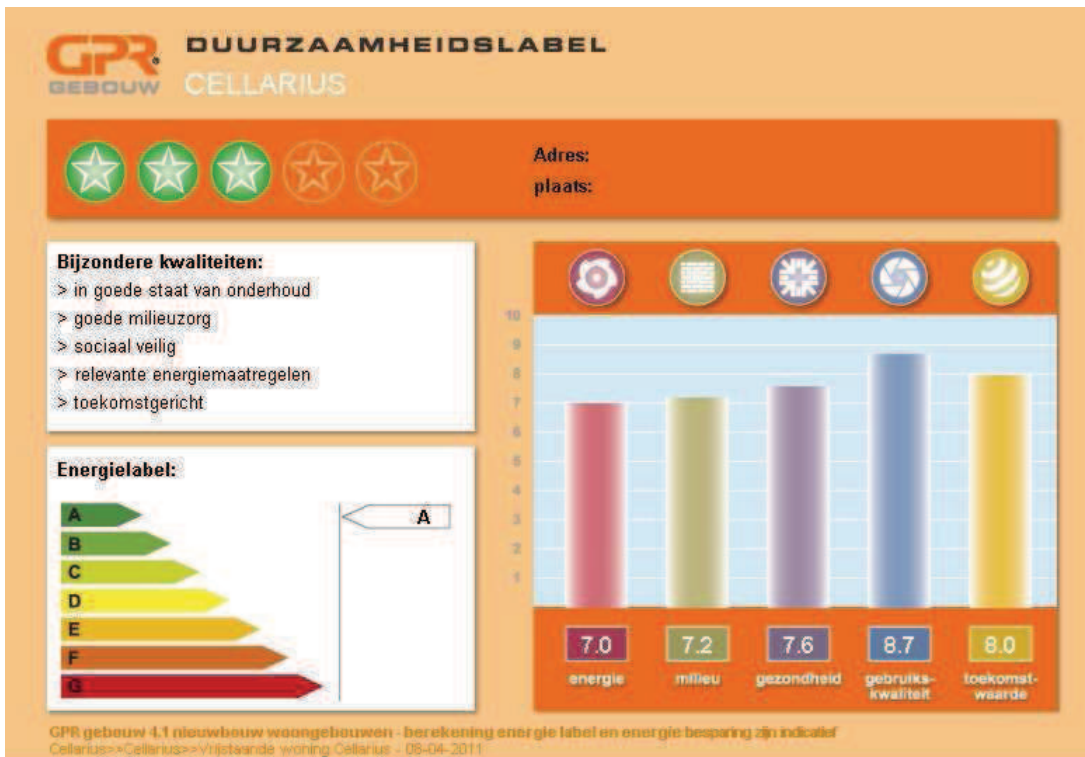 GPR
GEBOUW
DUURZAAMHEIDSLABEL
CELLARIUS
Adres:
plaats:
Bijzondere kwaliteiten:
> in goede staat van onderhoud
> goede milieuzorg
> sociaal veilig
> relevante energiemaatregelen
> toekomstgericht
Energielabel:
A
A
B
C
D
E
F
G
10
9
8
7
6
5
4
3
2
1
7.0 7.2 7.6 8.7 8.0
energie milieu gezondheid gebruiks- toekomst-
kwaliteit waarde
GPR gebouw 4.1 nieuwbouw woongebouwen - berekening energie label en energie besparing zijn indicatief
Cellarius>>Cellarius>>Vrijstaande woning Cellarius - 08-04-2011